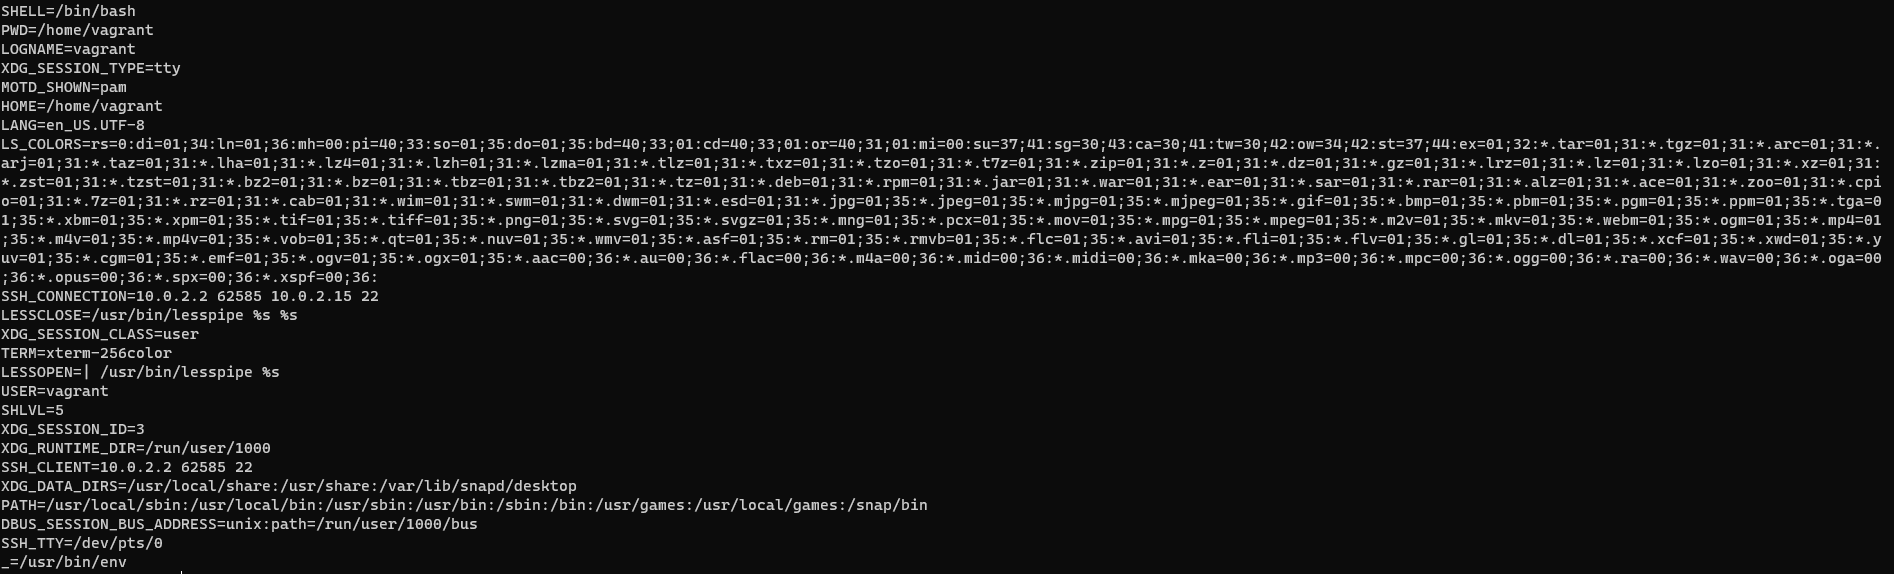 SHELL=/bin/bash
PWD=/home/vagrant
LOGNAME=vagrant
XDG_SESSION_TYPE=tty
MOTD_SHOWN=pam
HOME=/home/vagrant
LANG=en_US.UTF-8
LS_COLORS=rs=0:di=01;34:ln=01;36:mh=00:pi=40;33:so=01;35:do=01;35:bd=40;33;01:cd=40;33;01:or=40;31;01:mi=00:su=37;41:sg=30;43:ca=30;41:tw=30;42:ow=34;42:st=37;44:ex=01;32:*.tar=01;31:*.tgz=01;31:*.arc=01;31:*.
arj=01;31:*.taz=01;31:*.lha=01;31:*.lz4=01;31:*.lzh=01;31:*.lzma=01;31:*.tlz=01;31:*.txz=01;31:*.tzo=01;31:*.t7z=01;31:*.zip=01;31:*.z=01;31:*.dz=01;31:*.gz=01;31:*.lrz=01;31:*.lz=01;31:*.lzo=01;31:*.xz=01;31:
*.zst=01;31:*.tzst=01;31:*.bz2=01;31:*.bz=01;31:*.tbz=01;31:*.tbz2=01;31:*.tz=01;31:*.deb=01;31:*.rpm=01;31:*.jar=01;31:*.war=01;31:*.ear=01;31:*.sar=01;31:*.rar=01;31:*.alz=01;31:*.ace=01;31:*.zoo=01;31:*.cpi
o=01;31:*.7z=01;31:*.rz=01;31:*.cab=01;31:*.wim=01;31:*.swm=01;31:*.dwm=01;31:*.esd=01;31:*.jpg=01;35:*.jpeg=01;35:*.mjpg=01;35:*.mjpeg=01;35:*.gif=01;35:*.bmp=01;35:*.pbm=01;35:*.pgm=01;35:*.ppm=01;35:*.tga=0
1;35:*.xbm=01;35:*.xpm=01;35:*.tif=01;35:*.tiff=01;35:*.png=01;35:*.svg=01;35:*.svgz=01;35:*.mng=01;35:*.pcx=01;35:*.mov=01;35:*.mpg=01;35:*.mpeg=01;35:*.m2v=01;35:*.mkv=01;35:*.webm=01;35:*.ogm=01;35:*.mp4=01
;35:*.m4v=01;35:*.mp4v=01;35:*.vob=01;35:*.qt=01;35:*.nuv=01;35:*.wmv=01;35:*.asf=01;35:*.rm=01;35:*.rmvb=01;35:*.flc=01;35:*.avi=01;35:*.fli=01;35:*.flv=01;35:*.gl=01;35:*.dl=01;35:*.xcf=01;35:*.xwd=01;35:*.y
uv=01;35:*.cgm=01;35:*.emf=01;35:*.ogv=01;35:*.ogx=01;35:*.aac=00;36:*.au=00;36:*.flac=00;36:*.m4a=00;36:*.mid=00;36:*.midi=00;36:*.mka=00;36:*.mp3=00;36:*.mpc=00;36:*.ogg=00;36:*.ra=00;36:*.wav=00;36:*.oga=00
;36:*.opus=00;36:*.spx=00;36:*.xspf=00;36:
SSH_CONNECTION=10.0.2.2 62585 10.0.2.15 22
LESSCLOSE=/usr/bin/lesspipe %s %s
XDG_SESSION_CLASS=user
TERM=xterm-256color
LESSOPEN=| /usr/bin/lesspipe %s
USER=vagrant
SHLVL=5
XDG_SESSION_ID=3
XDG_RUNTIME_DIR=/run/user/1000
SSH_CLIENT=10.0.2.2 62585 22
XDG_DATA_DIRS=/usr/local/share:/usr/share:/var/lib/snapd/desktop
PATH=/usr/local/sbin:/usr/local/bin:/usr/sbin:/usr/bin:/sbin:/bin:/usr/games:/usr/local/games:/snap/bin
DBUS_SESSION_BUS_ADDRESS=unix:path=/run/user/1000/bus
SSH_TTY=/dev/pts/0
_=/usr/bin/env